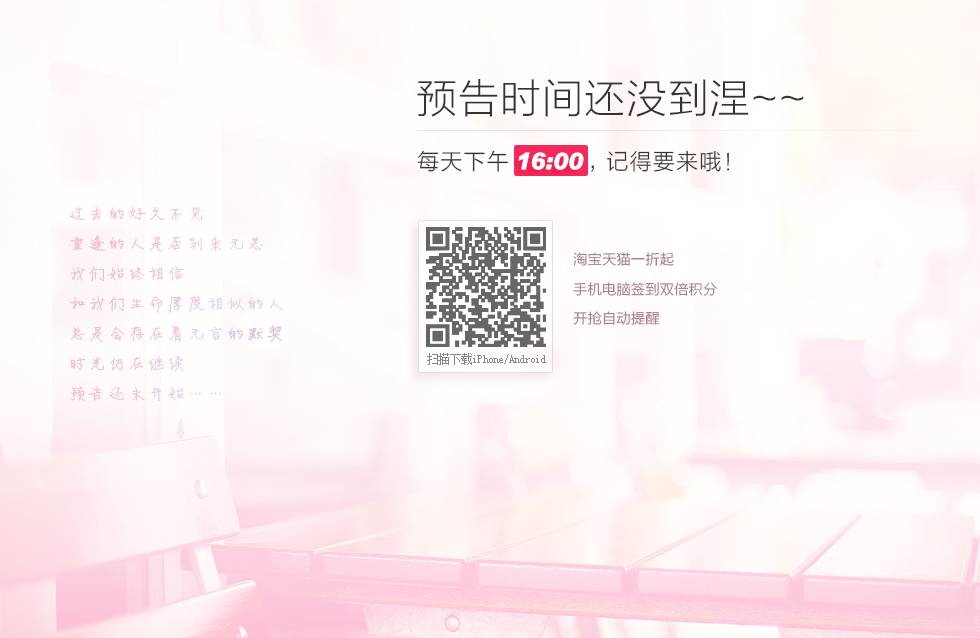 预告时间还没到涅~~
每天下午 16:00，记得要来哦！
过去的好久不见
重逢的人是否别来无恙
我们始终相信
和我们生命厚度相似的人
总是会存在着无言的默契
时光仍在继续
预告还未开始……
淘宝天猫一折起
手机电脑签到双倍积分
开抢自动提醒
扫描下载iPhone/Android